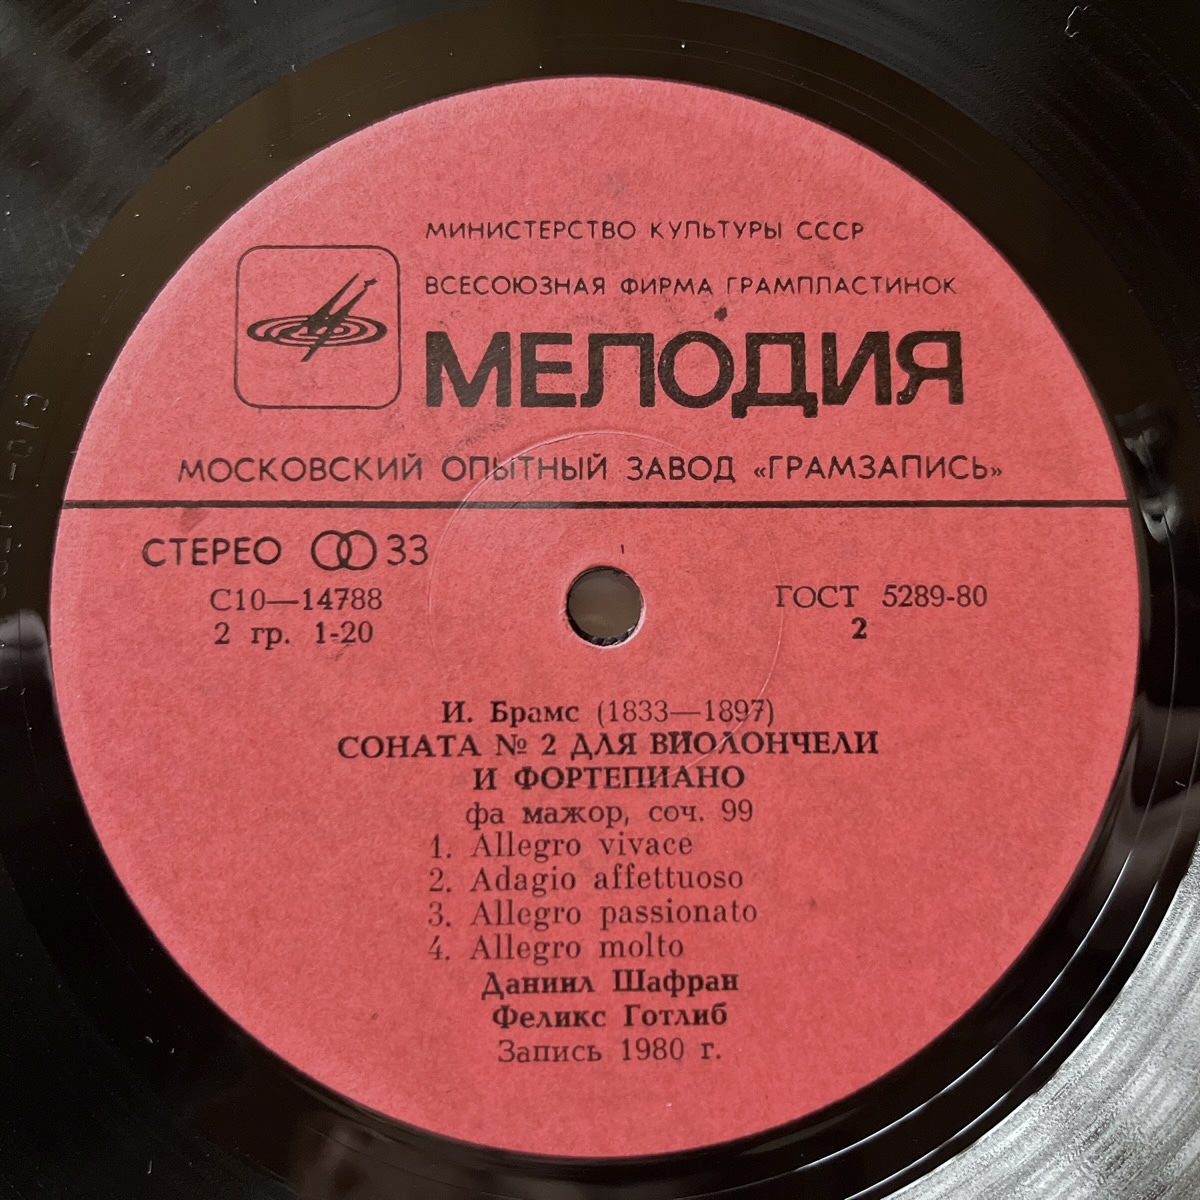 МИНИСТЕРСТВО КУЛЬТУРЫ СССР
ВСЕСОЮЗНАЯ ФИРМА ГРАМПЛАСТИНОК
МЕЛОДИЯ
МОСКОВСКИЙ ОПЫТНЫЙ ЗАВОД «ГРАМЗАПИСЬ»
СТЕРЕО 33
С10—14788
2 гр. 1-20
ГОСТ 5289-80
2
И. Брамс (1833—1897)
СОНАТА № 2 ДЛЯ ВИОЛОНЧЕЛИ
И ФОРТЕПИАНО
фа мажор, соч. 99
1. Allegro vivace
2. Adagio affettuoso
3. Allegro passionato
4. Allegro molto
Даниил Шафран
Феликс Готлиб
Запись 1980 г.